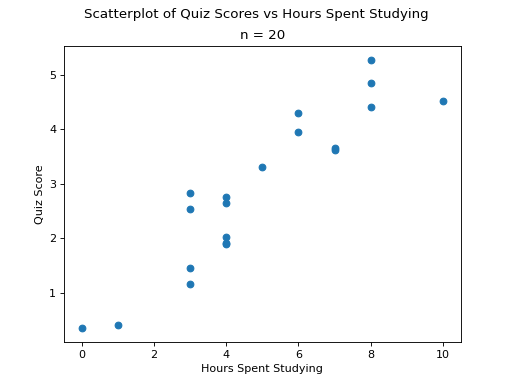 Scatterplot of Quiz Scores vs Hours Spent Studying
n = 20
5
4
3
2
1
Quiz Score
0 2 4 6 8 10
Hours Spent Studying